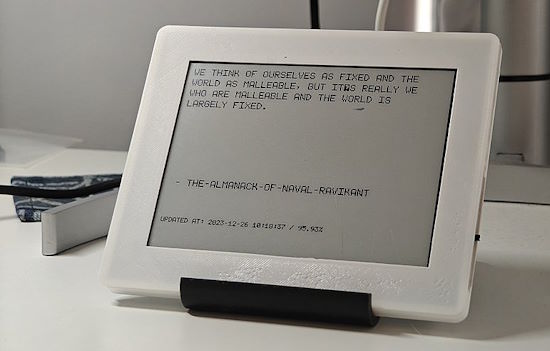 WE THINK OF OURSELVES AS FIXED AND THE
WORLD AS MALLEABLE, BUT IT'S REALLY WE
WHO ARE MALLEABLE AND THE WORLD IS
LARGELY FIXED.
- THE-ALMANACK-OF-NAVAL-RAVIKANT
UPDATED AT: 2023-12-26 10:18:37 / 95.93%